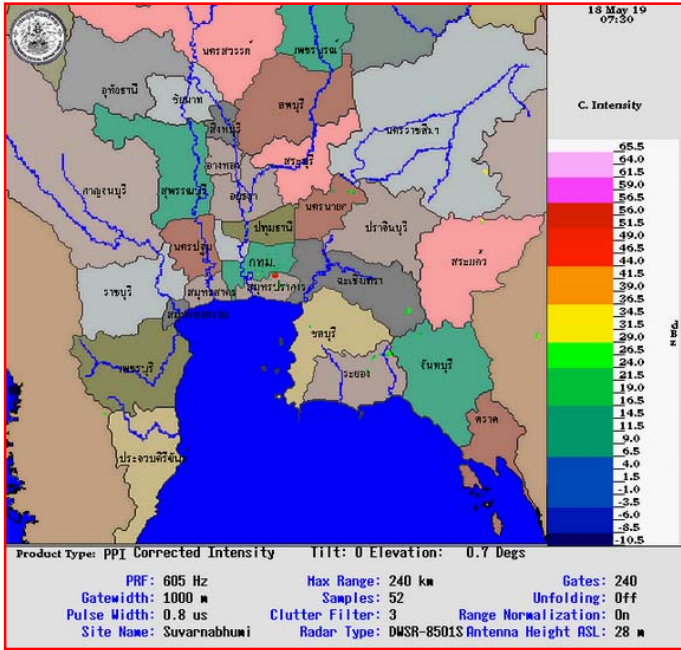 18 May 19
07:30
C. Intensity
นครสวรรค์
เพชรบูรณ์
อุทัยธานี
ชัยนาท
ลพบุรี
สิงหบุรี
นครราชสีมา
อ่างทอง
สระบุรี
กาญจนบุรี
สุพรรณบุรี
อยุธยา
นครนายก
ปราจีนบุรี
ปทุมธานี
นครปฐม
กทม.
สระแก้ว
สมุทรสาคร
สมุทรปราการ
ฉะเชิงเทรา
ราชบุรี
ชลบุรี
เพชรบุรี
ระยอง
จันทบุรี
ตราด
ประจวบคีรีขันธ์
65.5
64.0
61.5
59.0
56.5
56.0
51.5
49.0
46.5
44.0
41.5
39.0
36.5
34.0
31.5
29.0
26.5
24.0
21.5
19.0
16.5
14.5
11.5
9.0
6.5
4.0
1.5
-1.0
-3.5
-6.0
-8.5
-10.5
Product Type: PPI Corrected Intensity Tilt: 0 Elevation: 0.7 Degs
PRF: 605 Hz Max Range: 240 km Gates: 240
Gatewidth: 1000 m Samples: 52 Unfolding: Off
Pulse Width: 0.8 us Clutter Filter: 3 Range Normalization: On
Site Name: Suvarnabhumi Radar Type: DWSR-8501S Antenna Height ASL: 28 m